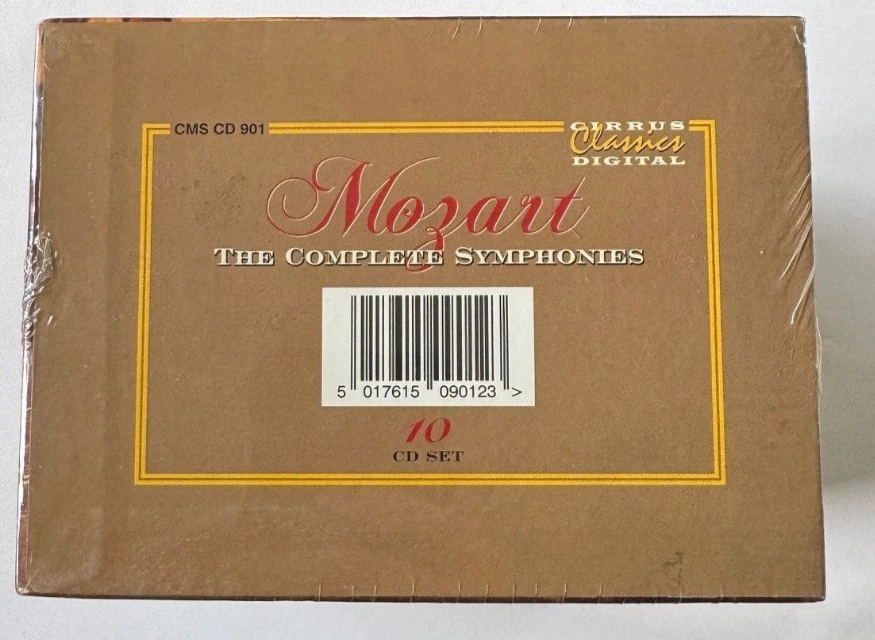 CMS CD 901
CIRRUS
Classics
DIGITAL
Mozart
THE COMPLETE SYMPHONIES
5 017615 090123 >
10
CD SET